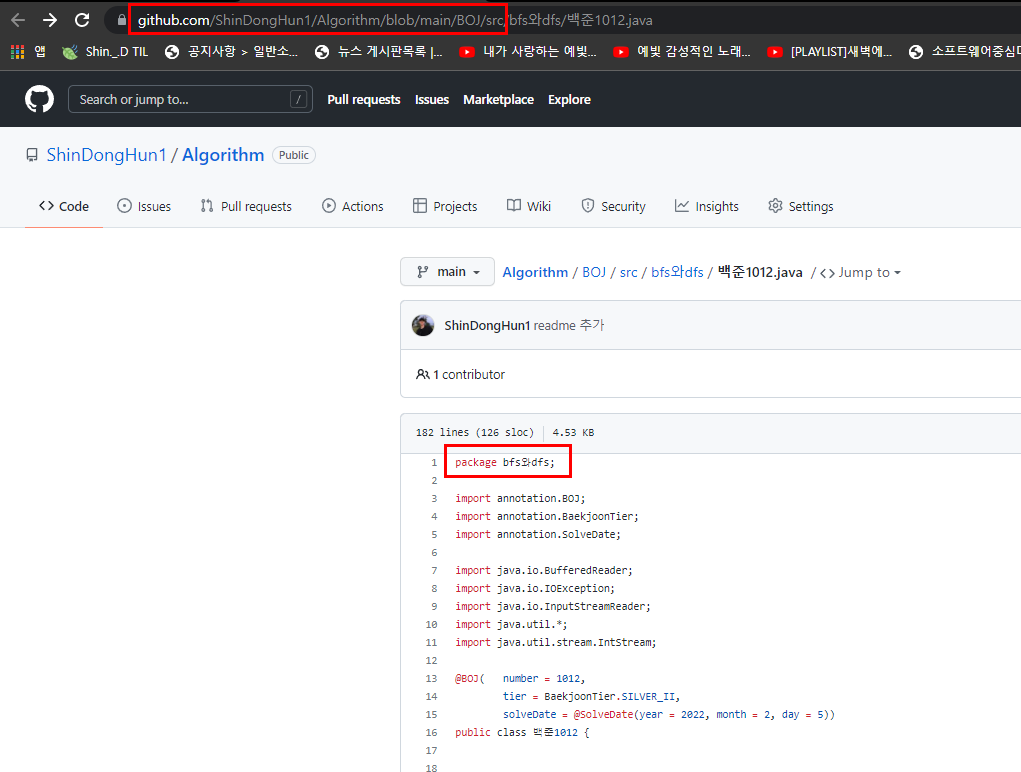 github.com/ShinDongHun1/Algorithm/blob/main/BOJ/src/bfs와dfs/백준1012.java
앱 Shin._.D TIL 공지사항 > 일반소... 뉴스 게시판목록 |... 내가 사랑하는 예빛... 예빛 감성적인 노래... [PLAYLIST]새벽에... 소프트웨어중심대
Search or jump to... / Pull requests Issues Marketplace Explore
ShinDongHun1 / Algorithm Public
Code Issues Pull requests Actions Projects Wiki Security Insights Settings
main Algorithm / BOJ / src / bfs와dfs / 백준1012.java / <> Jump to
ShinDongHun1 readme 추가
1 contributor
182 lines (126 sloc) 4.53 KB
1 package bfs와dfs;
2
3 import annotation.BOJ;
4 import annotation.BaekjoonTier;
5 import annotation.SolveDate;
6
7 import java.io.BufferedReader;
8 import java.io.IOException;
9 import java.io.InputStreamReader;
10 import java.util.*;
11 import java.util.stream.IntStream;
12
13 @BOJ( number = 1012,
14 tier = BaekjoonTier.SILVER_II,
15 solveDate = @SolveDate(year = 2022, month = 2, day = 5))
16 public class 백준1012 {
17
18